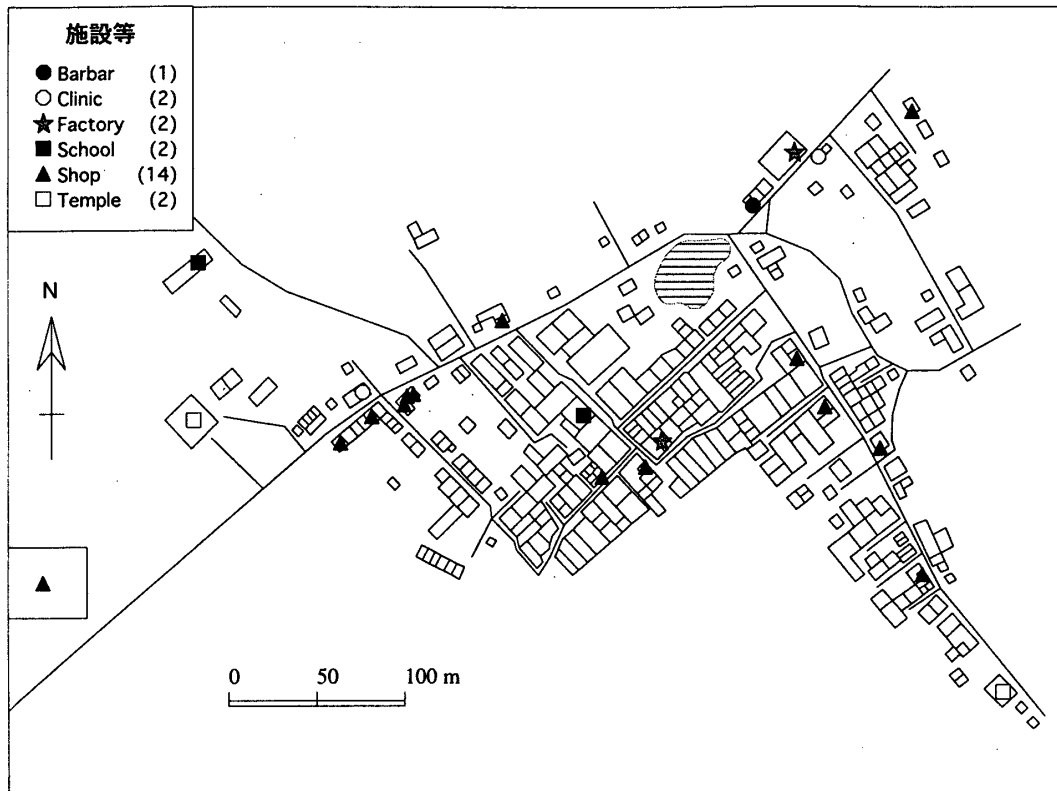 施設等
Barbar (1)
Clinic (2)
Factory (2)
School (2)
Shop (14)
Temple (2)
N
0 50 100 m